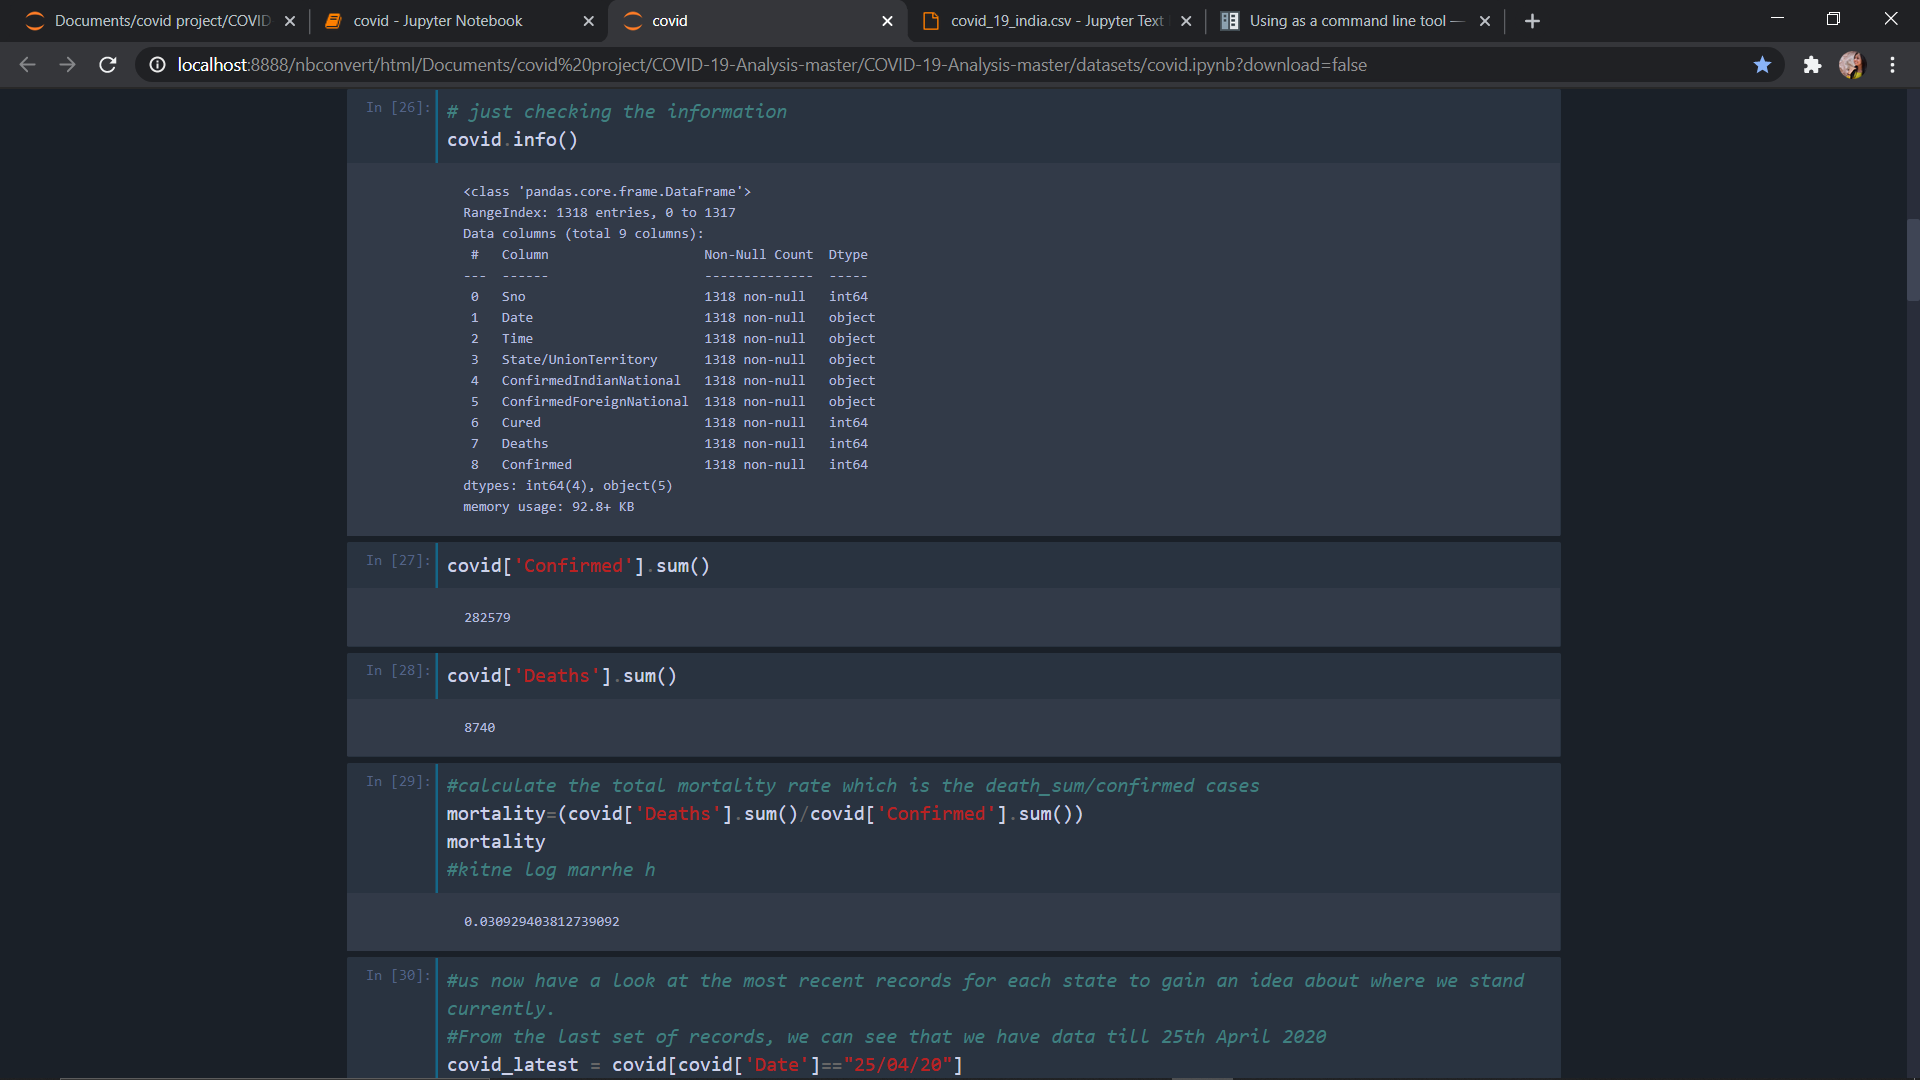 Documents/covid project/COVID
covid - Jupyter Notebook
covid
covid_19_india.csv - Jupyter Text
Using as a command line tool —
localhost:8888/nbconvert/html/Documents/covid%20project/COVID-19-Analysis-master/COVID-19-Analysis-master/datasets/covid.ipynb?download=false
In [26]:
# just checking the information
covid.info()
<class 'pandas.core.frame.DataFrame'>
RangeIndex: 1318 entries, 0 to 1317
Data columns (total 9 columns):
# Column Non-Null Count Dtype
--- ------ -------------- -----
0 Sno 1318 non-null int64
1 Date 1318 non-null object
2 Time 1318 non-null object
3 State/UnionTerritory 1318 non-null object
4 ConfirmedIndianNational 1318 non-null object
5 ConfirmedForeignNational 1318 non-null object
6 Cured 1318 non-null int64
7 Deaths 1318 non-null int64
8 Confirmed 1318 non-null int64
dtypes: int64(4), object(5)
memory usage: 92.8+ KB
In [27]:
covid['Confirmed'].sum()
282579
In [28]:
covid['Deaths'].sum()
8740
In [29]:
#calculate the total mortality rate which is the death_sum/confirmed cases
mortality=(covid['Deaths'].sum()/covid['Confirmed'].sum())
mortality
#kitne log marrhe h
0.030929403812739092
In [30]:
#us now have a look at the most recent records for each state to gain an idea about where we stand
currently.
#From the last set of records, we can see that we have data till 25th April 2020
covid_latest = covid[covid['Date']=="25/04/20"]